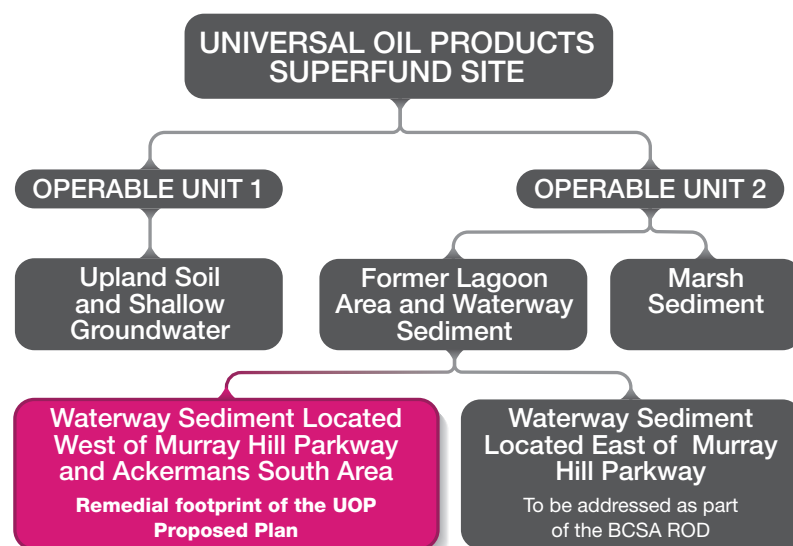 UNIVERSAL OIL PRODUCTS
SUPERFUND SITE
OPERABLE UNIT 1
OPERABLE UNIT 2
Upland Soil
and Shallow
Groundwater
Former Lagoon
Area and Waterway
Sediment
Marsh
Sediment
Waterway Sediment Located
West of Murray Hill Parkway
and Ackermans South Area
Remedial footprint of the UOP
Proposed Plan
Waterway Sediment
Located East of Murray
Hill Parkway
To be addressed as part
of the BCSA ROD